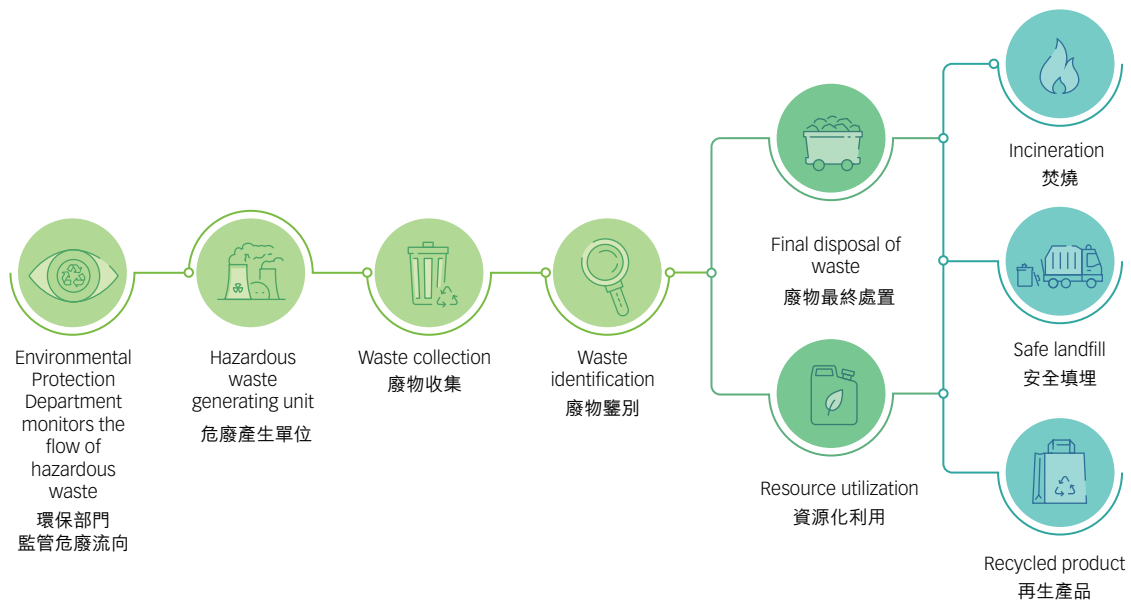 Environmental
Protection
Department
monitors the
flow of
hazardous
waste
環保部門
監管危廢流向
Hazardous
waste
generating unit
危廢產生單位
Waste collection
廢物收集
Waste
identification
廢物鑒別
Final disposal of
waste
廢物最終處置
Resource utilization
資源化利用
Incineration
焚燒
Safe landfill
安全填埋
Recycled product
再生產品